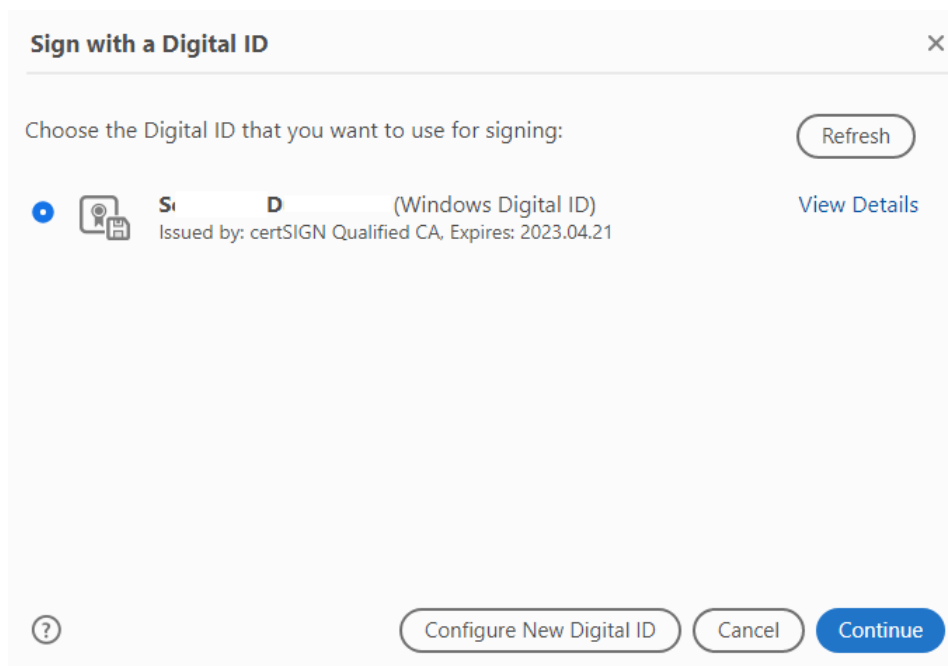 Sign with a Digital ID
Choose the Digital ID that you want to use for signing:
Refresh
(Windows Digital ID)
View Details
Issued by: certSIGN Qualified CA, Expires: 2023.04.21
Configure New Digital ID
Cancel
Continue